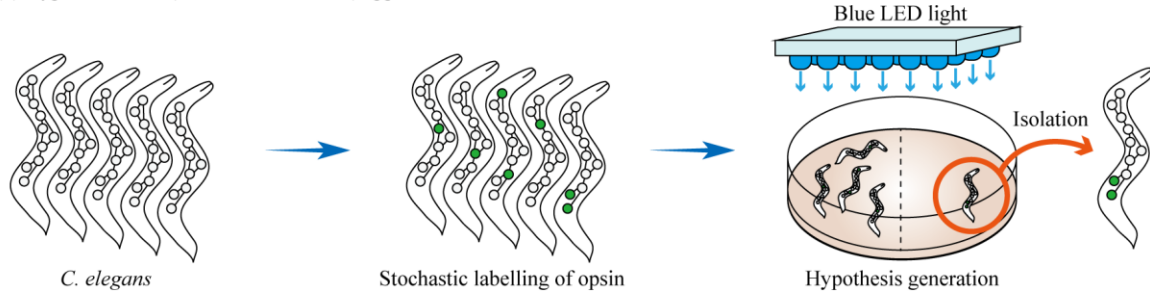 Blue LED light
Isolation
C. elegans
Stochastic labelling of opsin
Hypothesis generation